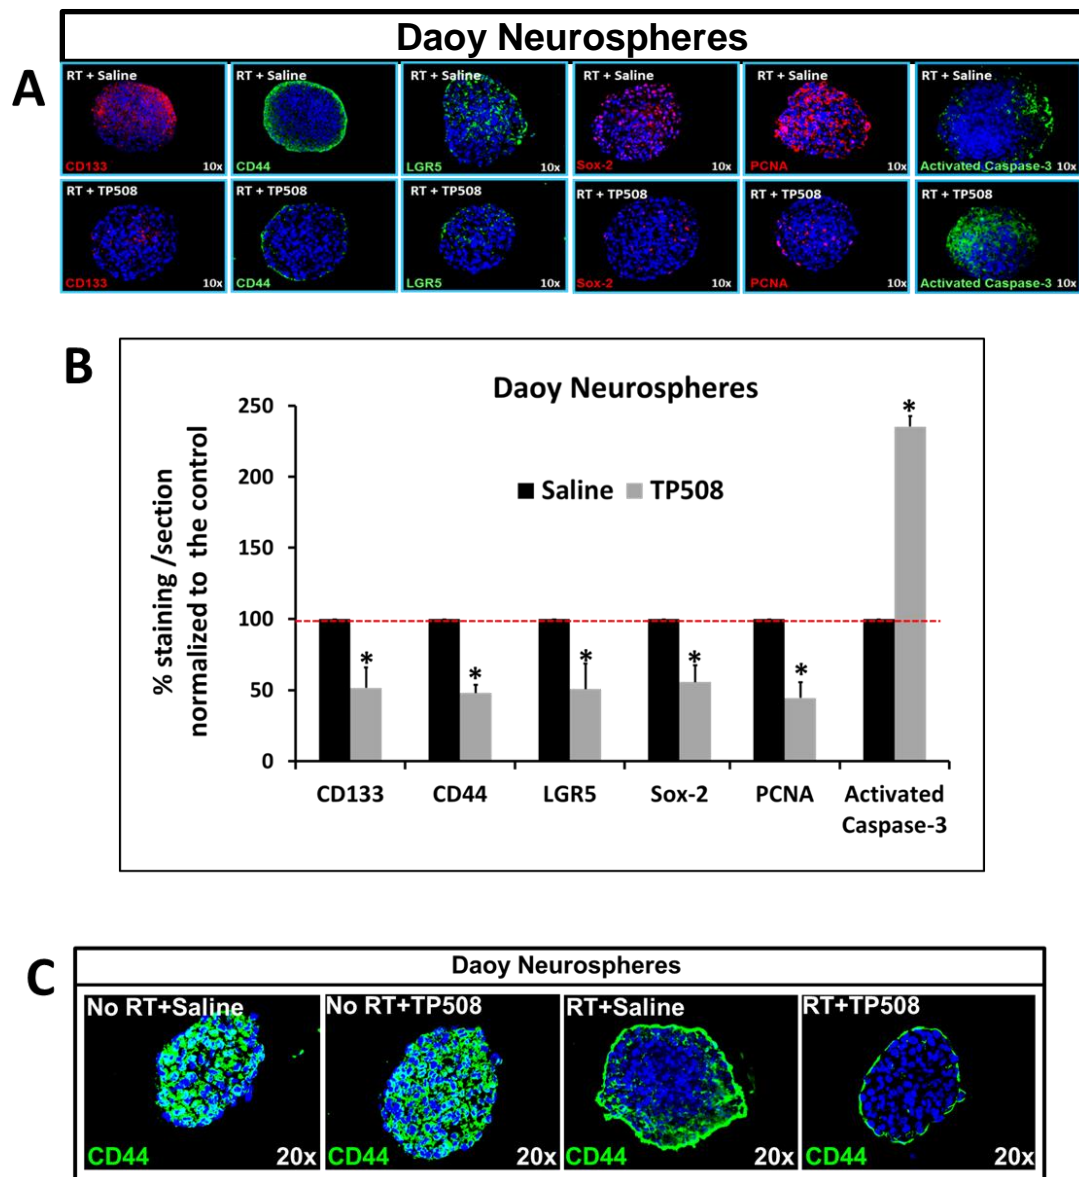 Daoy Neurospheres
A
RT + Saline
CD133
10x
RT + Saline
CD44
10x
RT + Saline
LGR5
10x
RT + Saline
Sox-2
10x
RT + Saline
PCNA
10x
RT + Saline
Activated Caspase-3 10x
RT + TP508
CD133
10x
RT + TP508
CD44
10x
RT + TP508
LGR5
10x
RT + TP508
Sox-2
10x
RT + TP508
PCNA
10x
RT + TP508
Activated Caspase-3 10x
B
Daoy Neurospheres
% staining /section
normalized to the control
250
200
150
100
50
0
Saline TP508
*
*
*
*
*
*
CD133
CD44
LGR5
Sox-2
PCNA
Activated
Caspase-3
C
Daoy Neurospheres
No RT+Saline
CD44
20x
No RT+TP508
CD44
20x
RT+Saline
CD44
20x
RT+TP508
CD44
20x